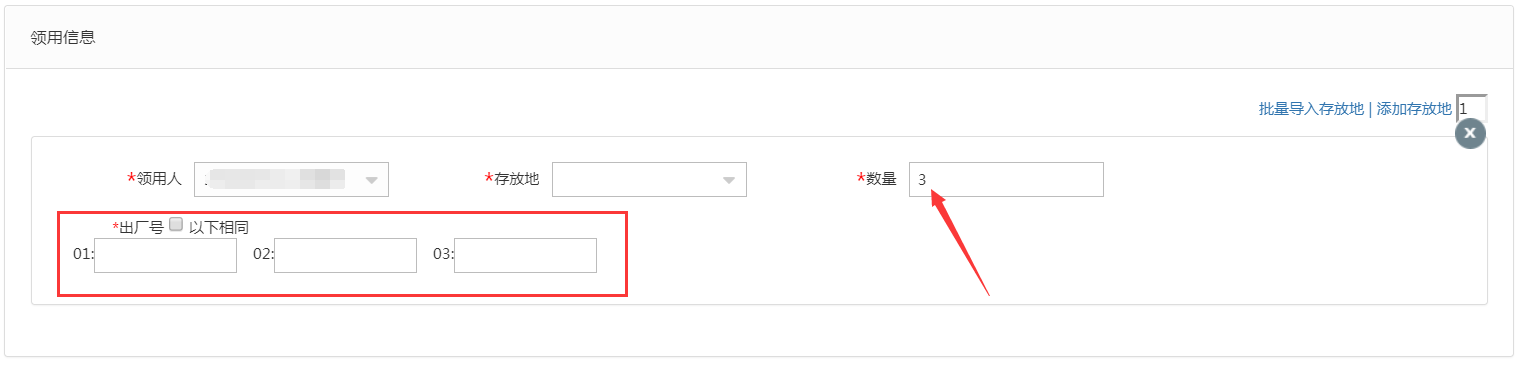 领用信息
批量导入存放地 | 添加存放地 1
x
*领用人 *存放地 *数量 3
*出厂号 以下相同
01: 02: 03: